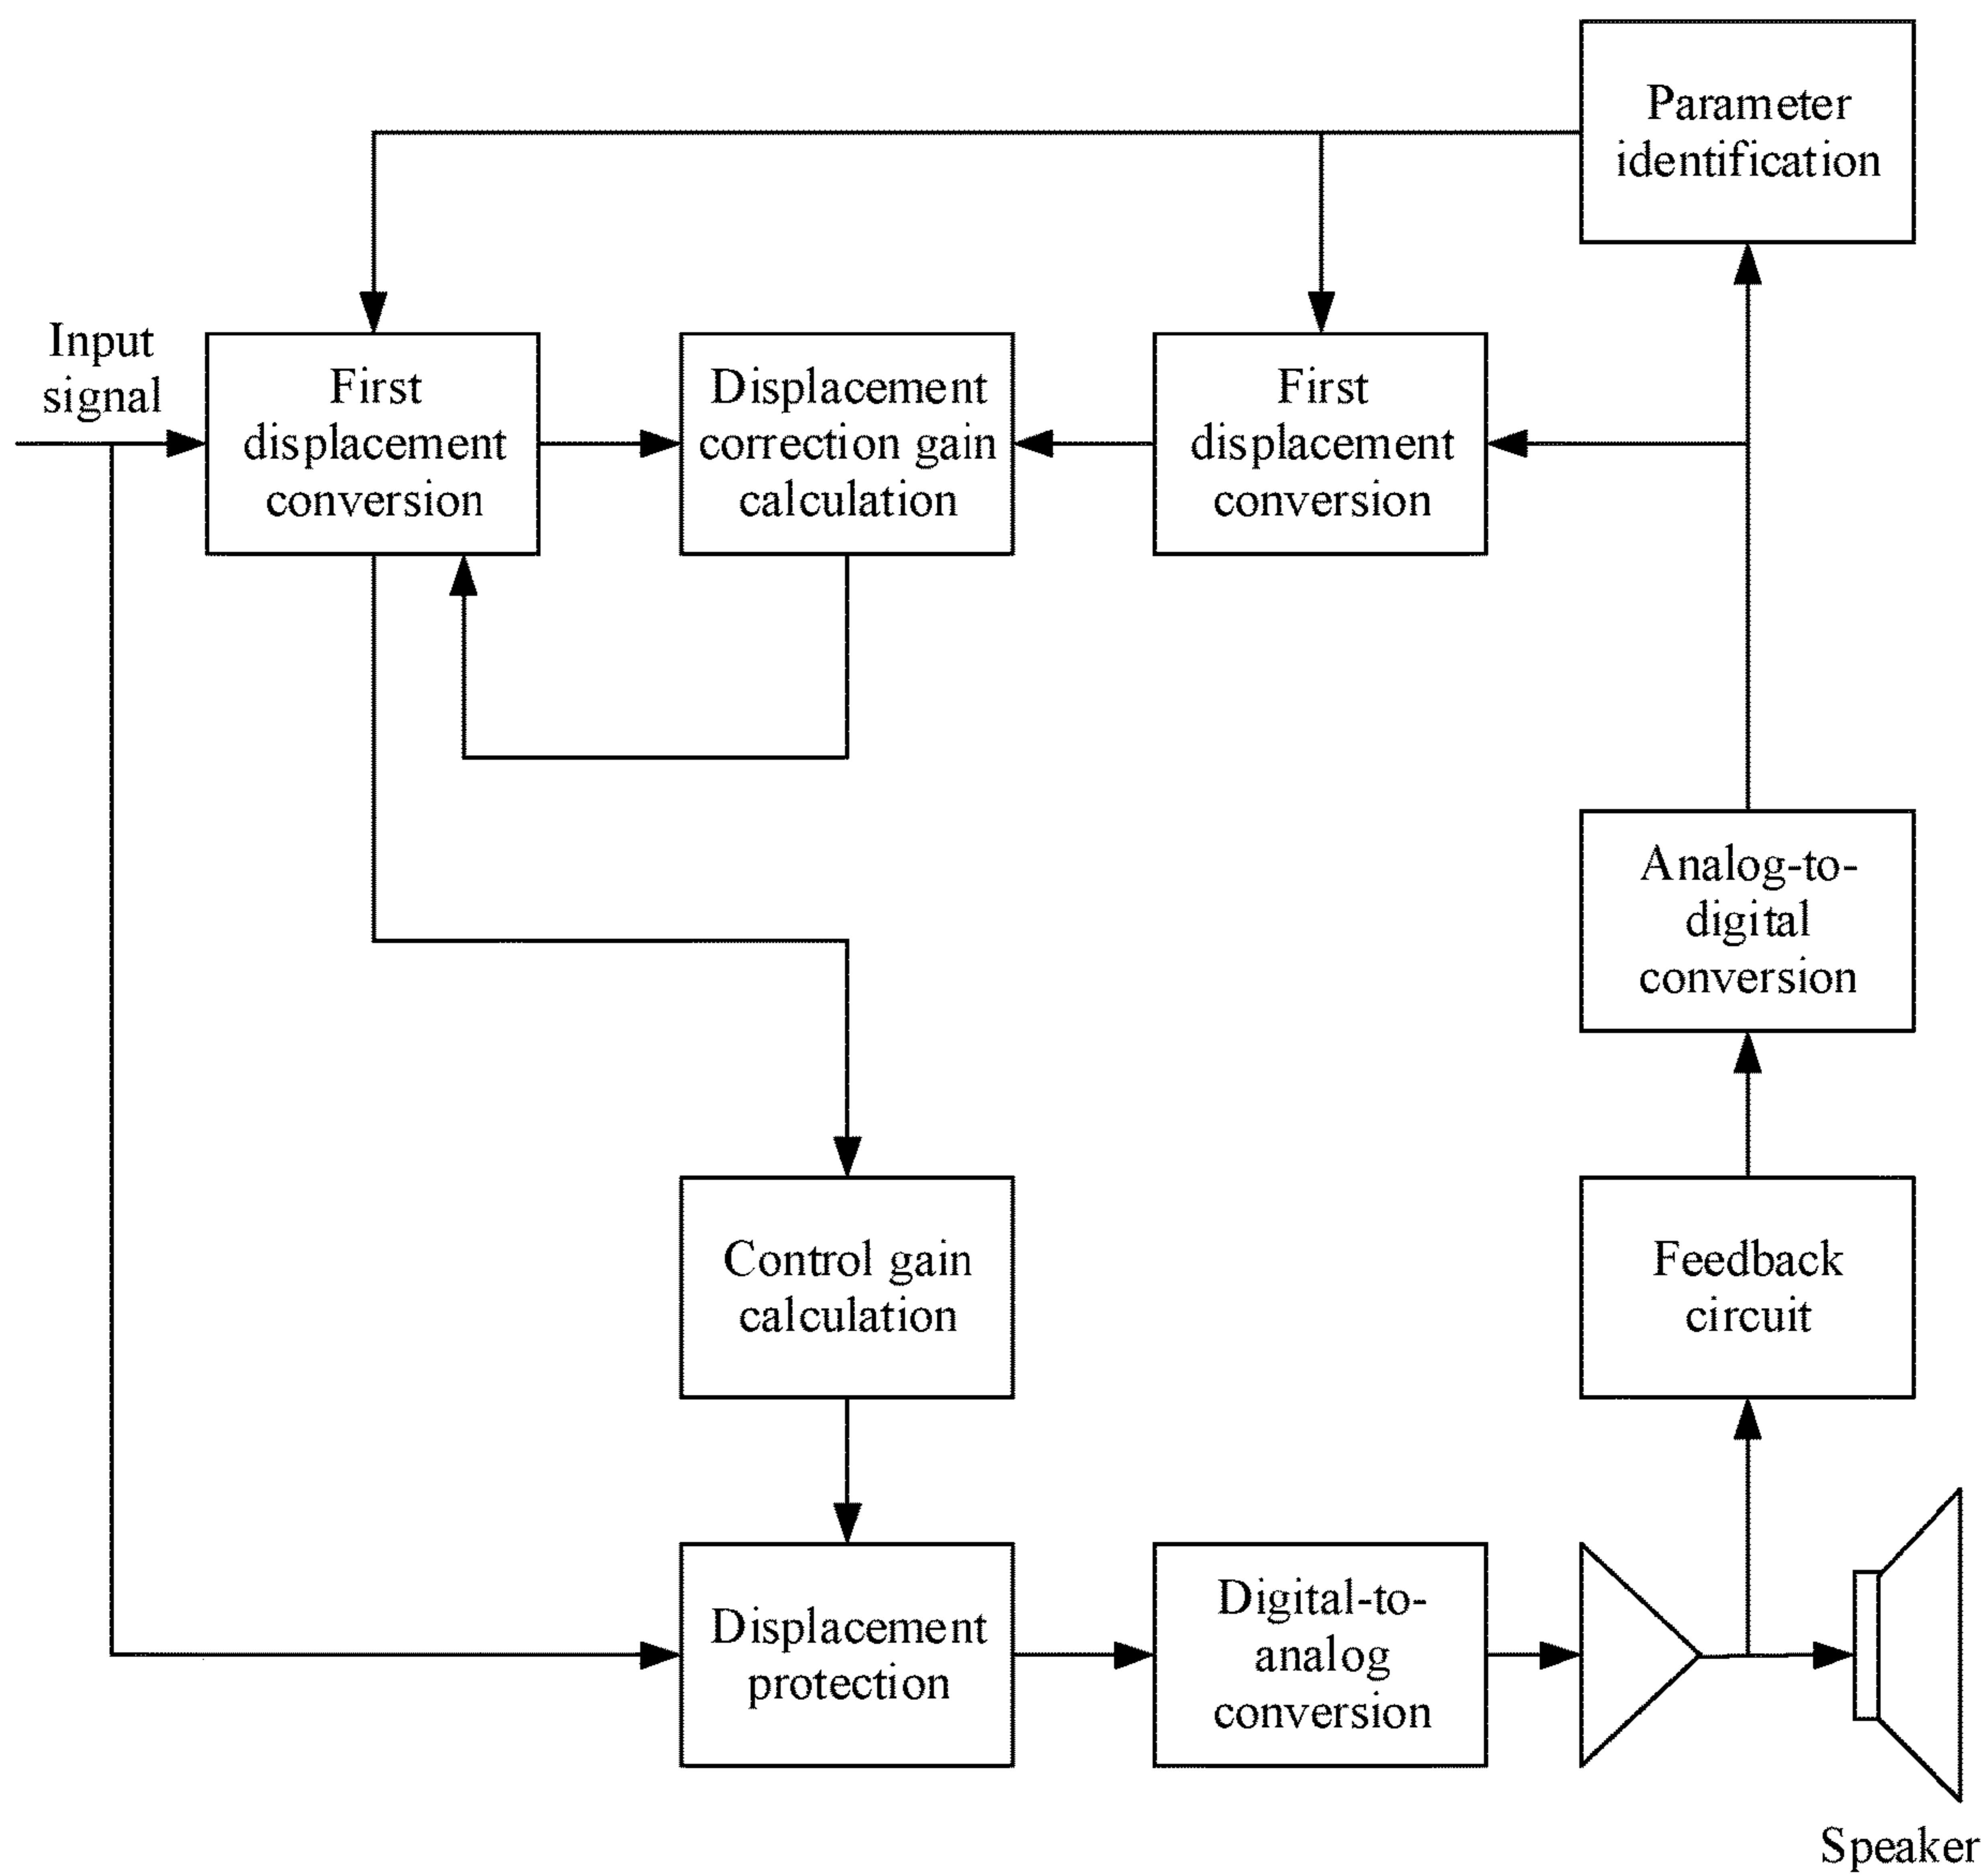 Parameter
identification
Input
signal
First
displacement
conversion
Displacement
correction gain
calculation
First
displacement
conversion
Analog-to-
digital
conversion
Control gain
calculation
Feedback
circuit
Displacement
protection
Digital-to-
analog
conversion
Speaker